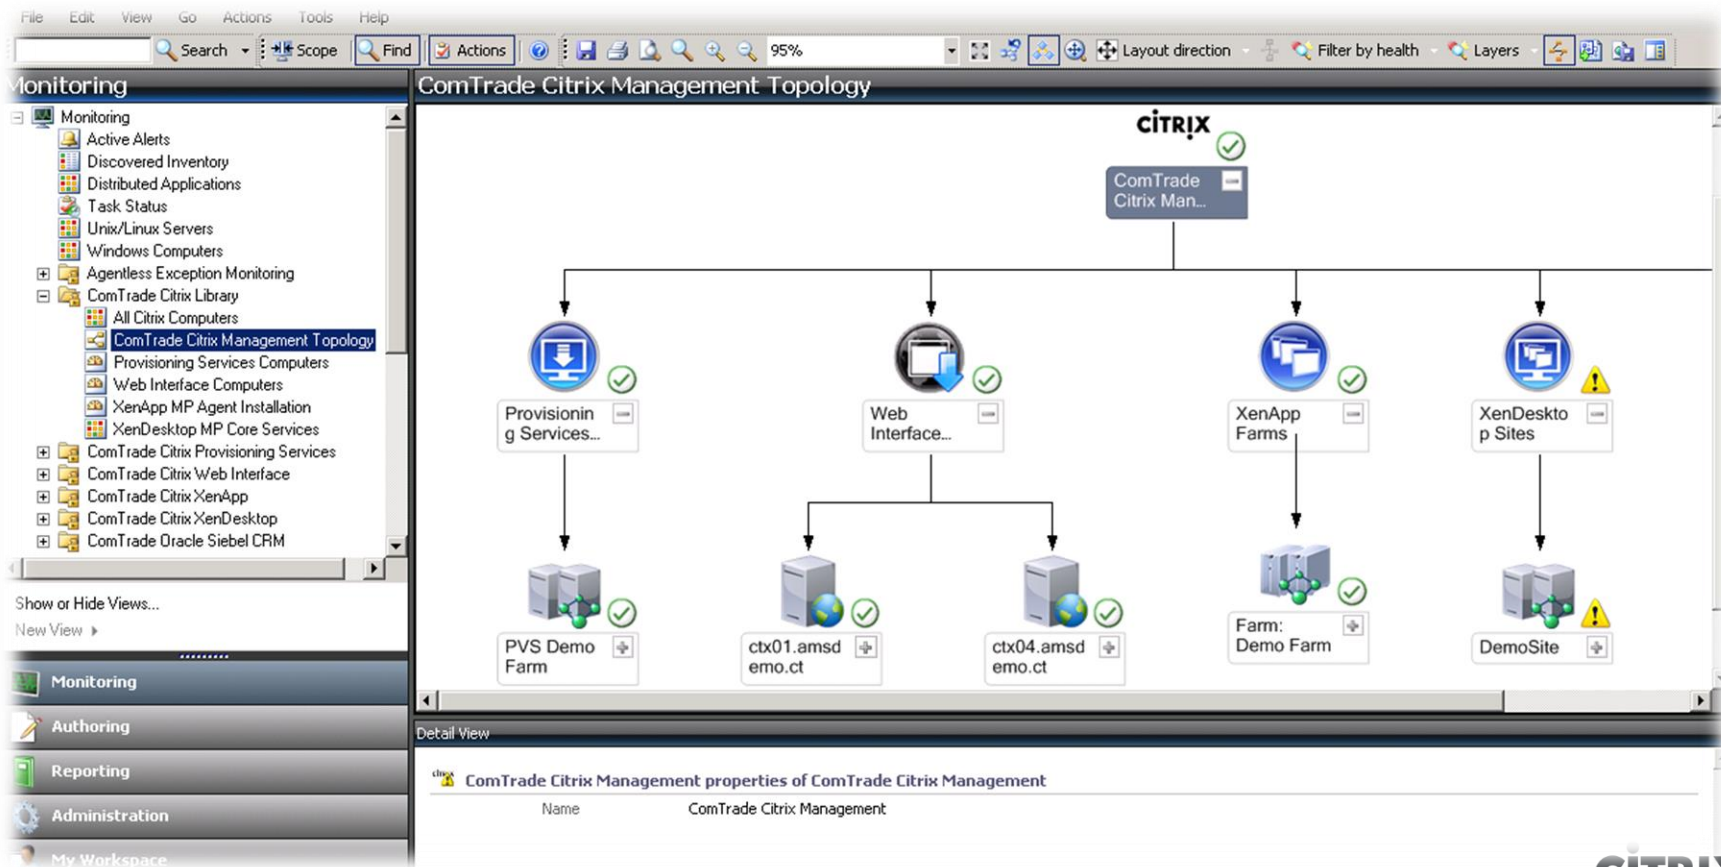 File Edit View Go Actions Tools Help
Search Scope Find Actions 95% Layout direction Filter by health Layers
Monitoring
Monitoring
Active Alerts
Discovered Inventory
Distributed Applications
Task Status
Unix/Linux Servers
Windows Computers
Agentless Exception Monitoring
ComTrade Citrix Library
All Citrix Computers
ComTrade Citrix Management Topology
Provisioning Services Computers
Web Interface Computers
XenApp MP Agent Installation
XenDesktop MP Core Services
ComTrade Citrix Provisioning Services
ComTrade Citrix Web Interface
ComTrade Citrix XenApp
ComTrade Citrix XenDesktop
ComTrade Oracle Siebel CRM
Show or Hide Views...
New View
Monitoring
Authoring
Reporting
Administration
My Workspace
ComTrade Citrix Management Topology
CITRIX
ComTrade
Citrix Man...
Provisionin
g Services...
Web
Interface...
XenApp
Farms
XenDeskto
p Sites
PVS Demo
Farm
ctx01.amsd
emo.ct
ctx04.amsd
emo.ct
Farm:
Demo Farm
DemoSite
Detail View
ComTrade Citrix Management properties of ComTrade Citrix Management
Name ComTrade Citrix Management
CITRIX